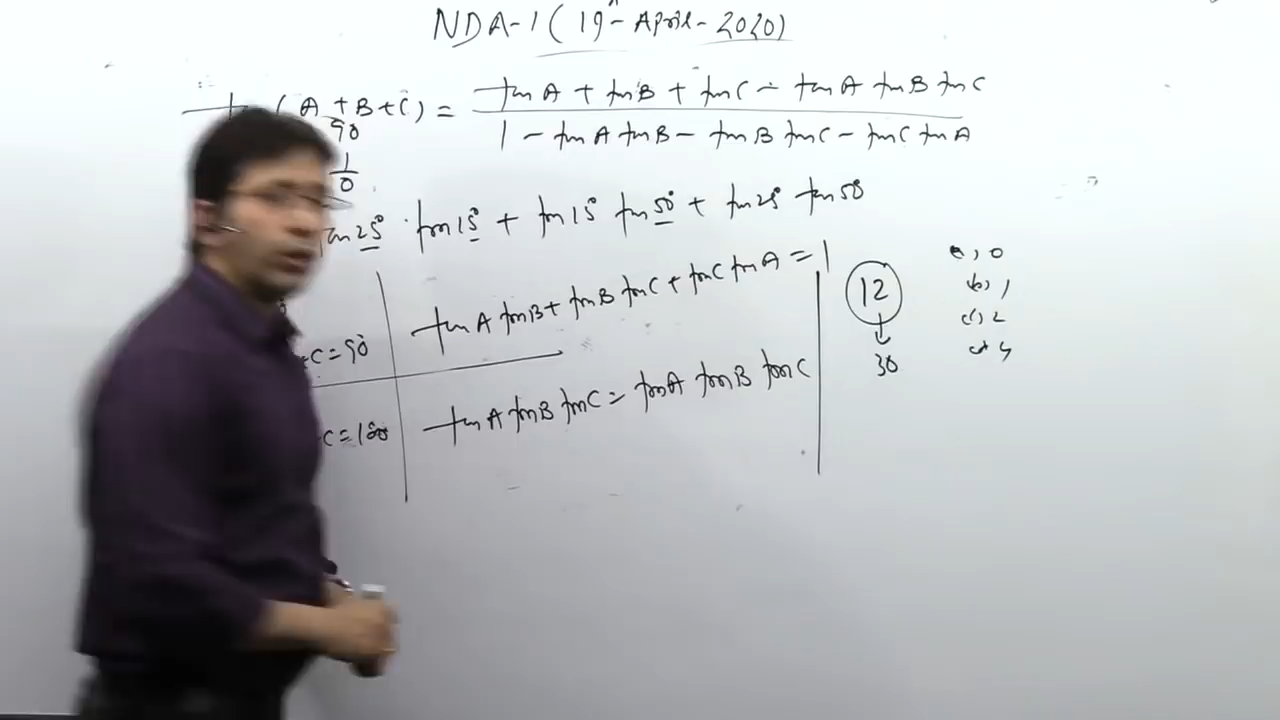 NDA-1 (19 - April - 2020)
(A + B + C) = tan A + tan B + tan C - tan A tan B tan C
90
1 - tan A tan B - tan B tan C - tan C tan A
1
0
tan 25° · tan 15° + tan 15° tan 50° + tan 25° tan 50
tan A tan B + tan B tan C + tan C tan A = 1
12
30
a, 0
b, 1
c, 2
d, 4
C = 90°
C = 180
tan A tan B tan C = tan A tan B tan C